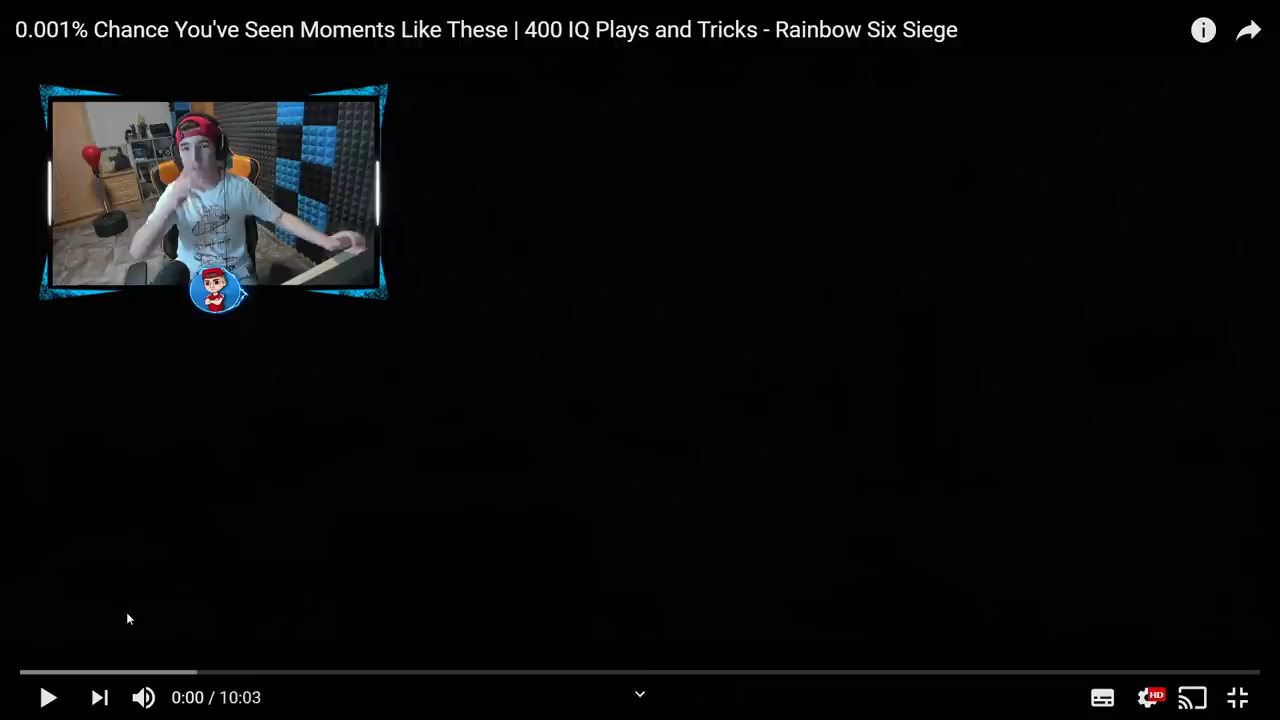 0.001% Chance You've Seen Moments Like These | 400 IQ Plays and Tricks - Rainbow Six Siege
0:00 / 10:03
HD